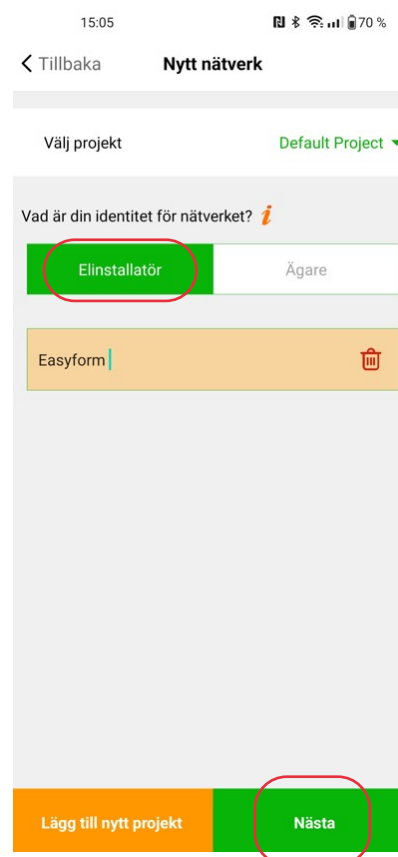 15:05 70 %
Tillbaka Nytt nätverk
Välj projekt Default Project
Vad är din identitet för nätverket? i
Elinstallatör Ägare
Easyform
Lägg till nytt projekt Nästa